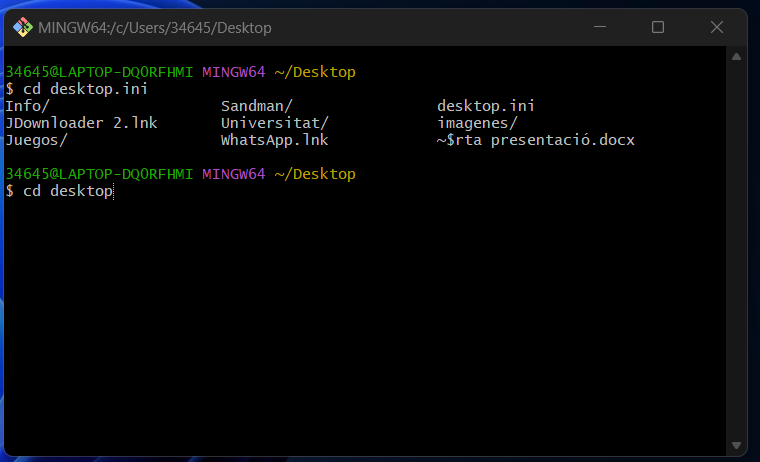 MINGW64:/c/Users/34645/Desktop
34645@LAPTOP-DQ0RFHMI MINGW64 ~/Desktop
$ cd desktop.ini
Info/ Sandman/ desktop.ini
JDownloader 2.lnk Universitat/ imagenes/
Juegos/ WhatsApp.lnk ~$rta presentació.docx
34645@LAPTOP-DQ0RFHMI MINGW64 ~/Desktop
$ cd desktop